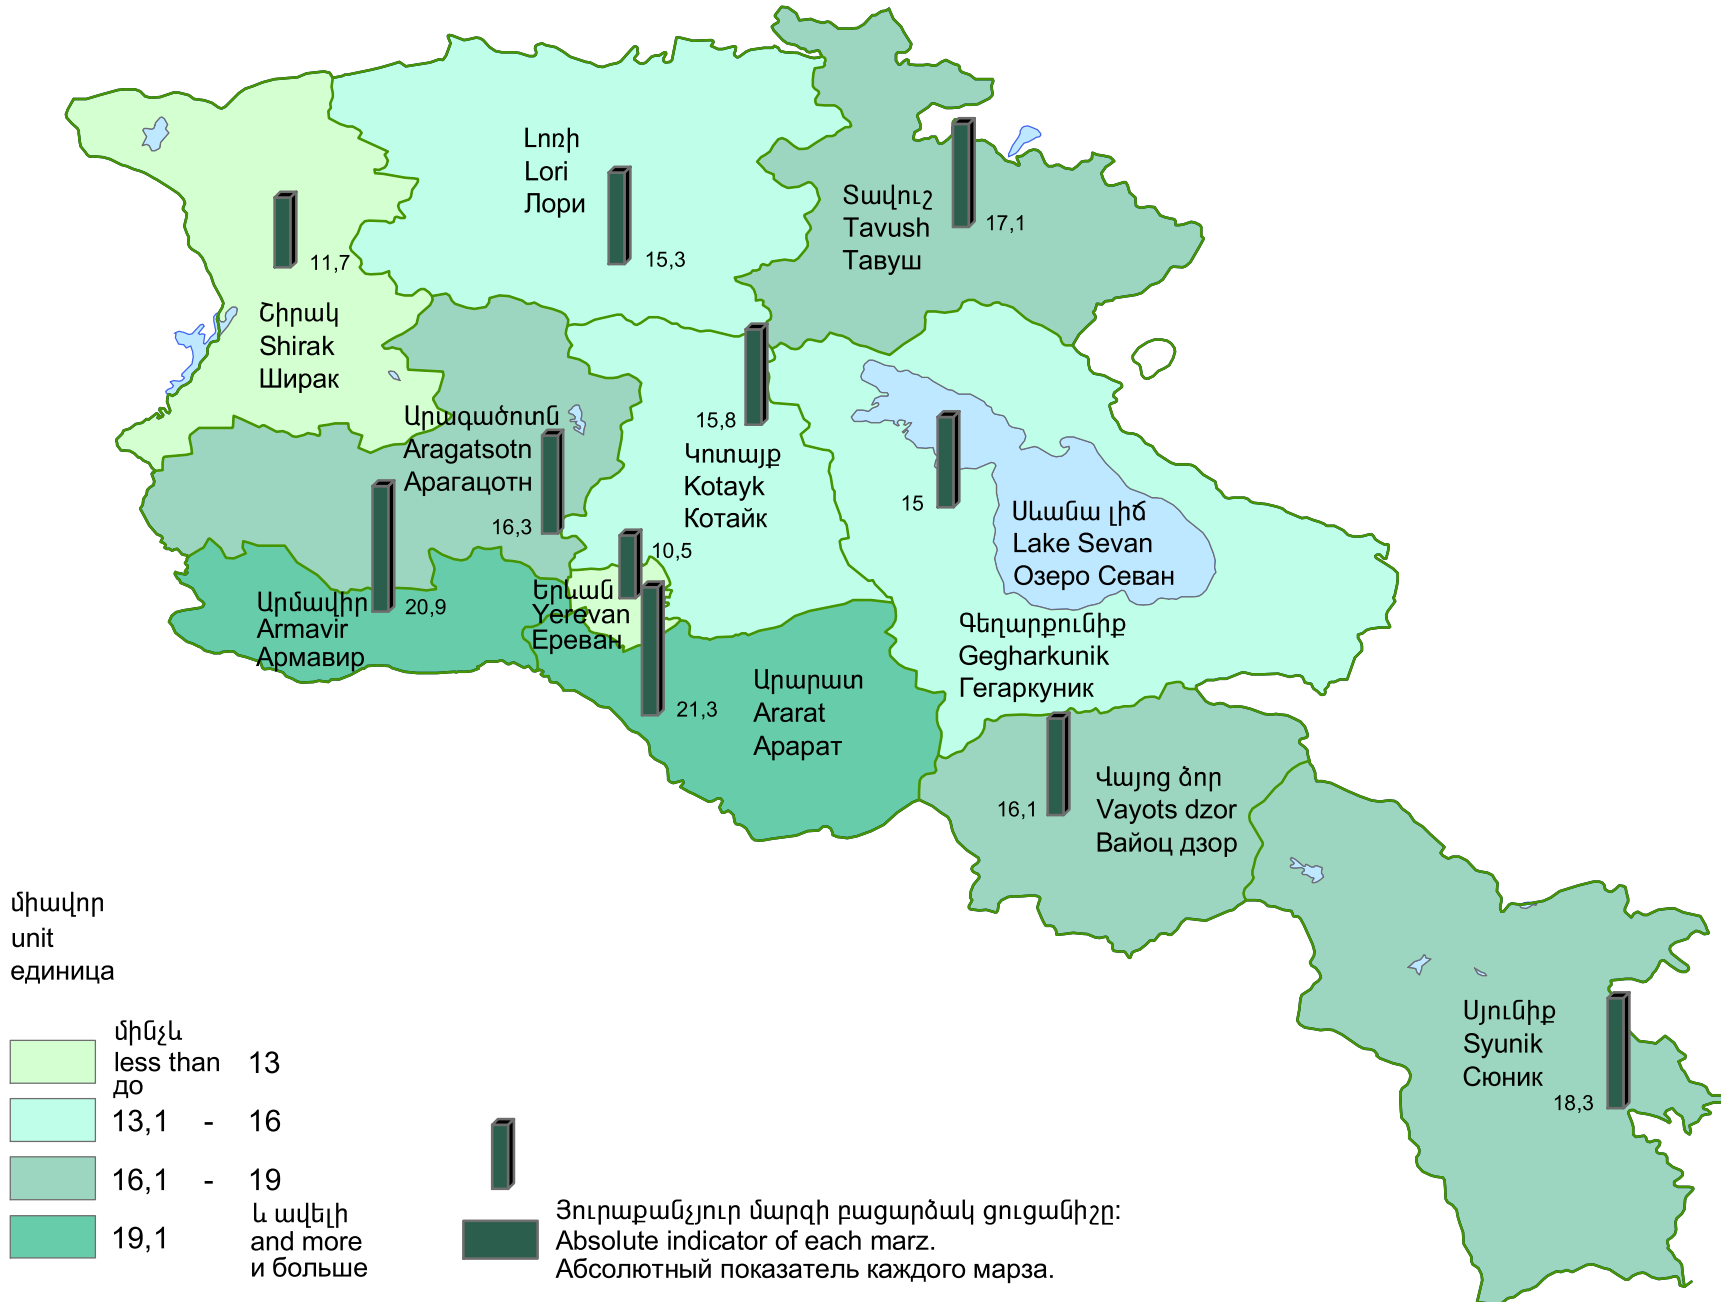 Լոռի
Lori
Лори
15,3
Տավուշ
Tavush
Тавуш
17,1
11,7
Շիրակ
Shirak
Ширак
Արագածոտն
Aragatsotn
Арагацотн
16,3
15,8
Կոտայք
Kotayk
Котайк
15
Սևանա լիճ
Lake Sevan
Озеро Севан
10,5
Երևան
Yerevan
Ереван
Արմավիր
Armavir
Армавир
20,9
Գեղարքունիք
Gegharkunik
Гегаркуник
Արարատ
Ararat
Арарат
21,3
Վայոց ձոր
Vayots dzor
Вайоц дзор
16,1
Սյունիք
Syunik
Сюник
18,3
միավոր
unit
единица
մինչև
less than 13
до
13,1 - 16
16,1 - 19
և ավելի
19,1 and more
и больше
Յուրաքանչյուր մարզի բացարձակ ցուցանիշը:
Absolute indicator of each marz.
Абсолютный показатель каждого марза.